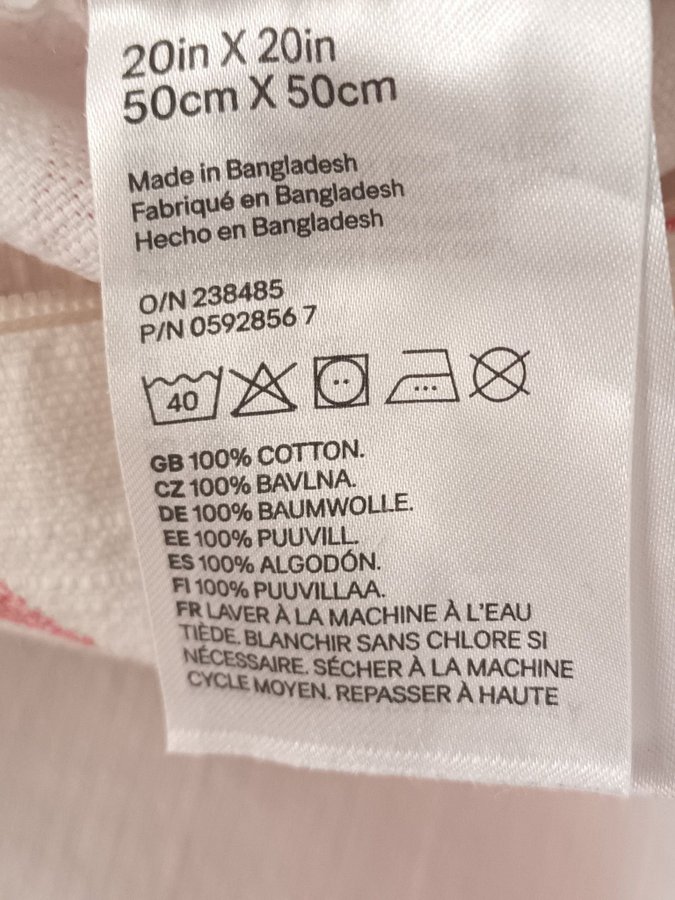 20in X 20in
50cm X 50cm
Made in Bangladesh
Fabriqué en Bangladesh
Hecho en Bangladesh
O/N 238485
P/N 0592856 7
40
GB 100% COTTON.
CZ 100% BAVLNA.
DE 100% BAUMWOLLE.
EE 100% PUUVILL.
ES 100% ALGODÓN.
FI 100% PUUVILLAA.
FR LAVER À LA MACHINE À L'EAU
TIÈDE. BLANCHIR SANS CHLORE SI
NÉCESSAIRE. SÉCHER À LA MACHINE
CYCLE MOYEN. REPASSER À HAUTE